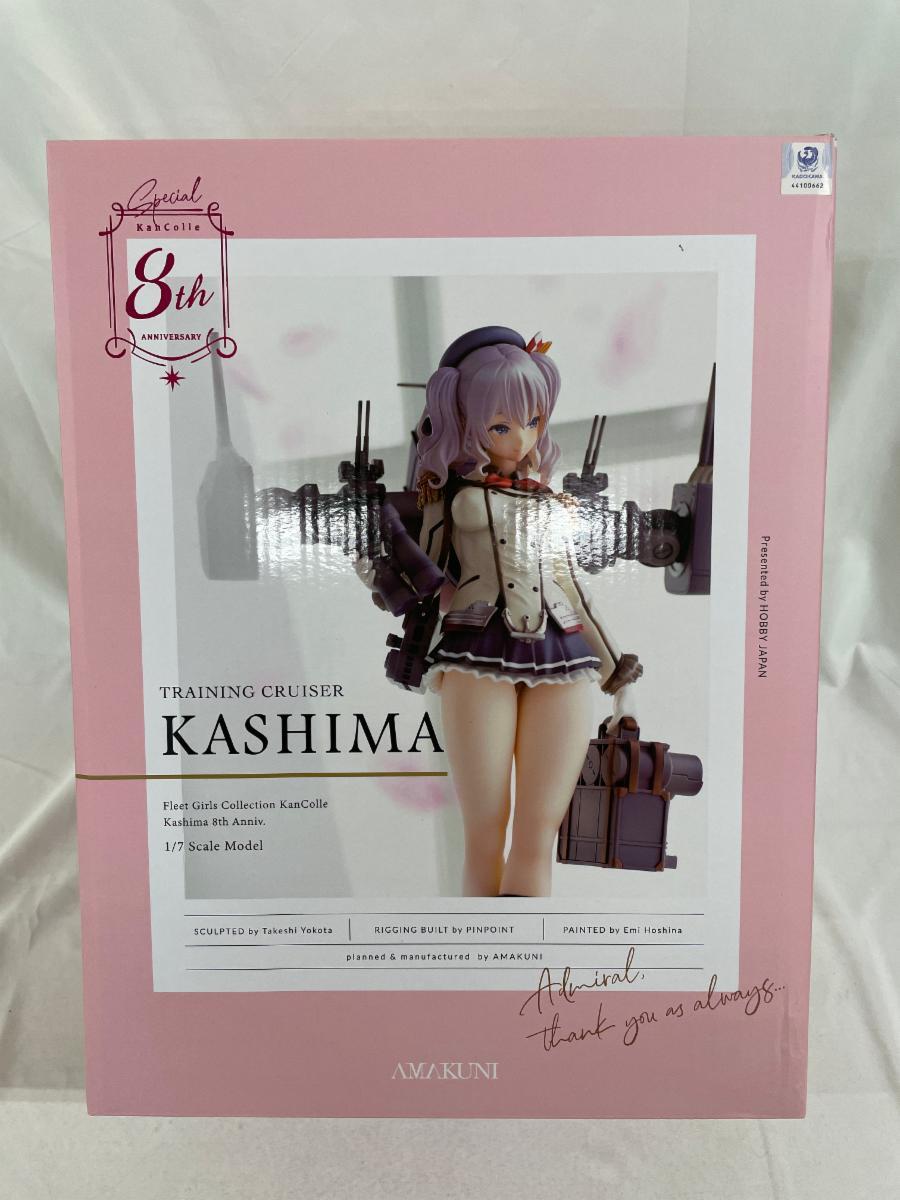 Special
KanColle
8th
ANNIVERSARY
KADOKAWA
44100662
Presented by HOBBY JAPAN
TRAINING CRUISER
KASHIMA
Fleet Girls Collection KanColle
Kashima 8th Anniv.
1/7 Scale Model
SCULPTED by Takeshi Yokota
RIGGING BUILT by PINPOINT
PAINTED by Emi Hoshina
planned & manufactured by AMAKUNI
Admiral,
thank you as always...
AMAKUNI